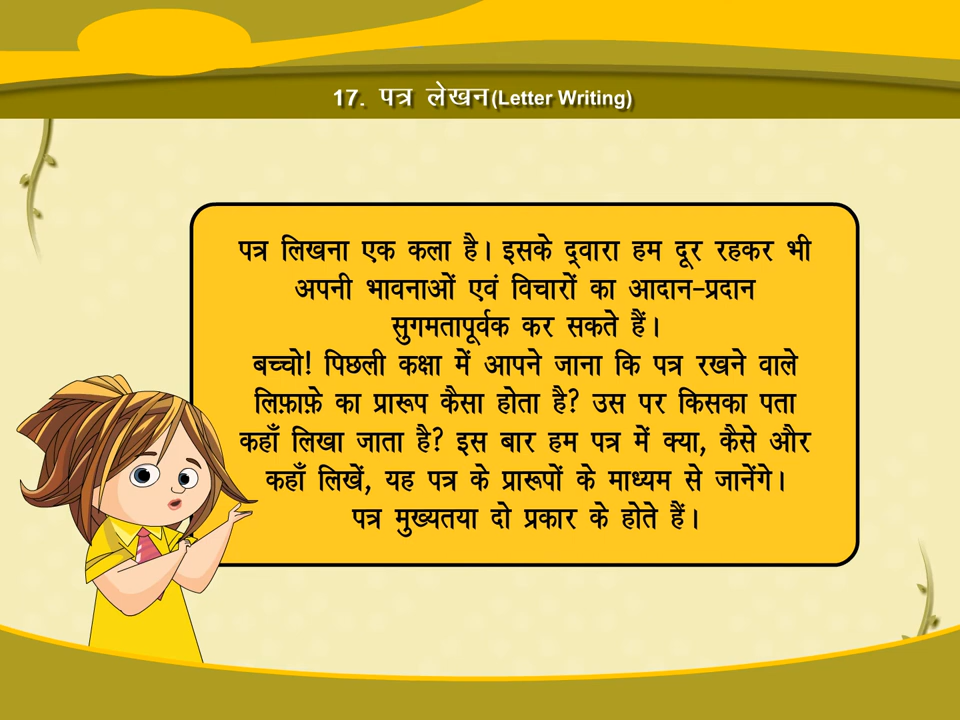 17. पत्र लेखन(Letter Writing)
पत्र लिखना एक कला है। इसके द्‌वारा हम दूर रहकर भी
अपनी भावनाओं एवं विचारों का आदान-प्रदान
सुगमतापूर्वक कर सकते हैं।
बच्चो! पिछली कक्षा में आपने जाना कि पत्र रखने वाले
लिफ़ाफ़े का प्रारूप कैसा होता है? उस पर किसका पता
कहाँ लिखा जाता है? इस बार हम पत्र में क्या, कैसे और
कहाँ लिखें, यह पत्र के प्रारूपों के माध्यम से जानेंगे।
पत्र मुख्यतया दो प्रकार के होते हैं।